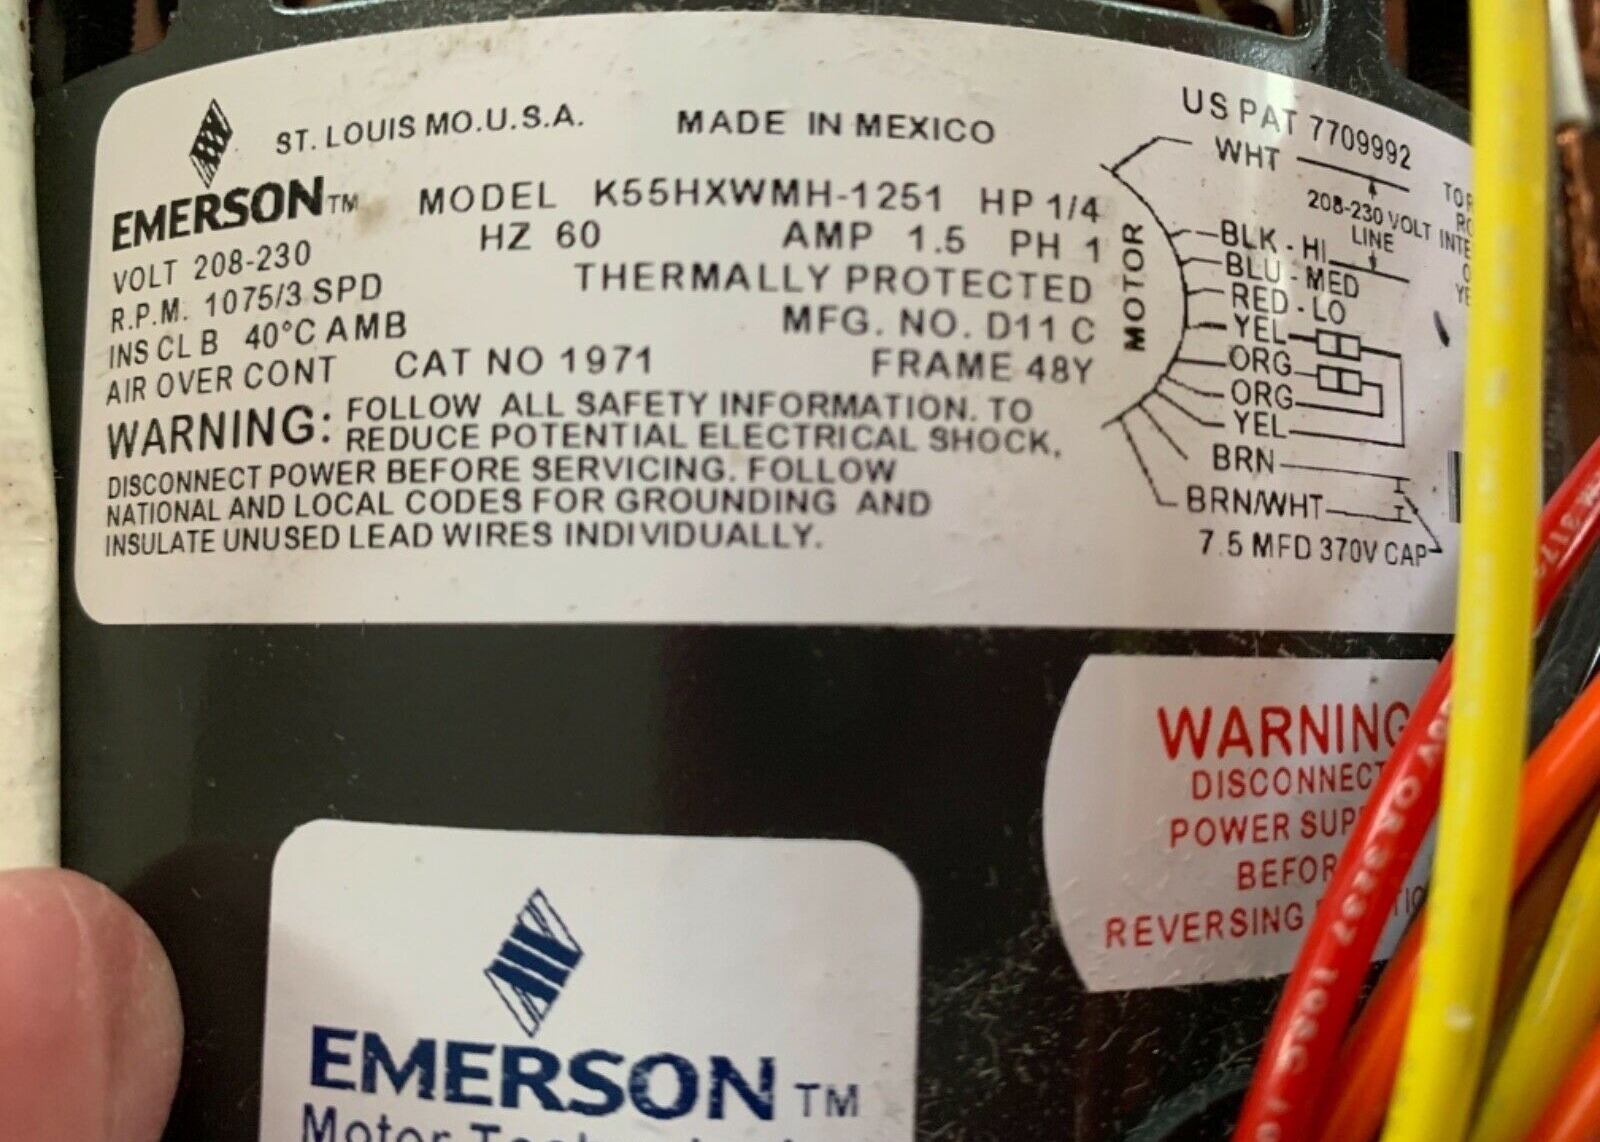 ST. LOUIS MO.U.S.A. MADE IN MEXICO US PAT 7709992
EMERSON™ MODEL K55HXWMH-1251 HP 1/4
VOLT 208-230 HZ 60 AMP 1.5 PH 1
R.P.M. 1075/3 SPD THERMALLY PROTECTED
INS CL B 40°C AMB MFG. NO. D11 C
AIR OVER CONT CAT NO 1971 FRAME 48Y
WARNING: FOLLOW ALL SAFETY INFORMATION. TO
REDUCE POTENTIAL ELECTRICAL SHOCK,
DISCONNECT POWER BEFORE SERVICING. FOLLOW
NATIONAL AND LOCAL CODES FOR GROUNDING AND
INSULATE UNUSED LEAD WIRES INDIVIDUALLY.
MOTOR
WHT
208-230 VOLT
LINE
BLK - HI
BLU - MED
RED - LO
YEL
ORG
ORG
YEL
BRN
BRN/WHT
7.5 MFD 370V CAP
TO
WARNING
DISCONNECT
POWER
REVERSING
EMERSON™
Motor